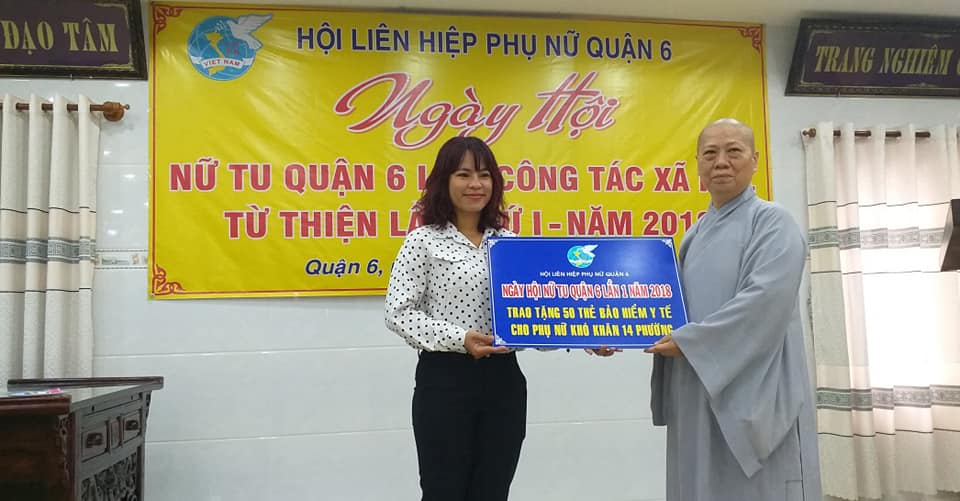 ĐẠO TÂM
VIỆT NAM
HỘI LIÊN HIỆP PHỤ NỮ QUẬN 6
Ngày Hội
NỮ TU QUẬN 6 CÔNG TÁC XÃ
TỪ THIỆN I - NĂM 2018
Quận 6,
TRANG NGHIÊM
HỘI LIÊN HIỆP PHỤ NỮ QUẬN 6
NGÀY HỘI NỮ TU QUẬN 6 LẦN 1 NĂM 2018
TRAO TẶNG 50 THẺ BẢO HIỂM Y TẾ
CHO PHỤ NỮ KHÓ KHĂN 14 PHƯỜNG